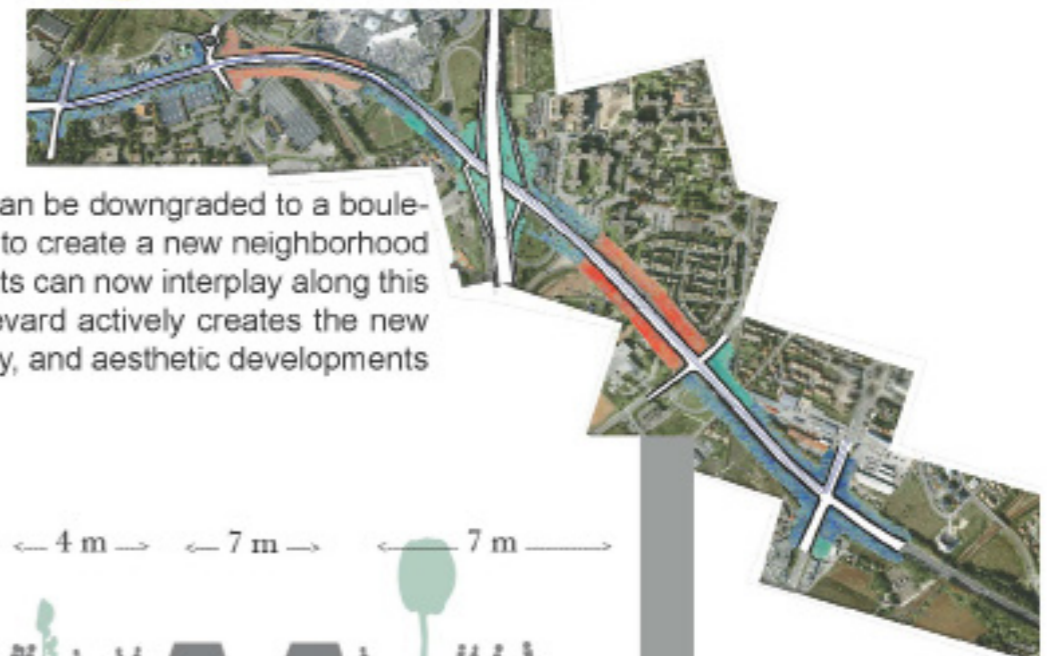 an be downgraded to a boule-
to create a new neighborhood
ts can now interplay along this
evard actively creates the new
y, and aesthetic developments
4 m
7 m
7 m